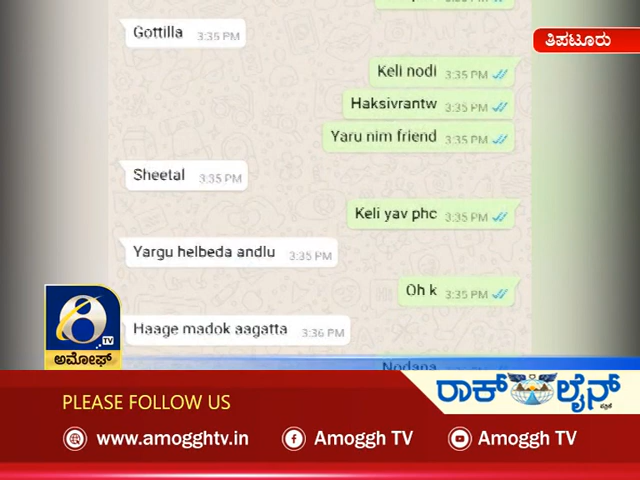 Gottilla 3:35 PM
ತಿಪಟೂರು
Keli nodi 3:35 PM
Haksivrantw 3:35 PM
Yaru nim friend 3:35 PM
Sheetal 3:35 PM
Keli yav phc 3:35 PM
Yargu helbeda andlu 3:35 PM
Oh k 3:35 PM
Haage madok aagatta 3:36 PM
Nodana
TV
ಅಮೋಘ್
ರಾಕ್ ಲೈನ್
PLEASE FOLLOW US
www.amogghtv.in Amoggh TV Amoggh TV